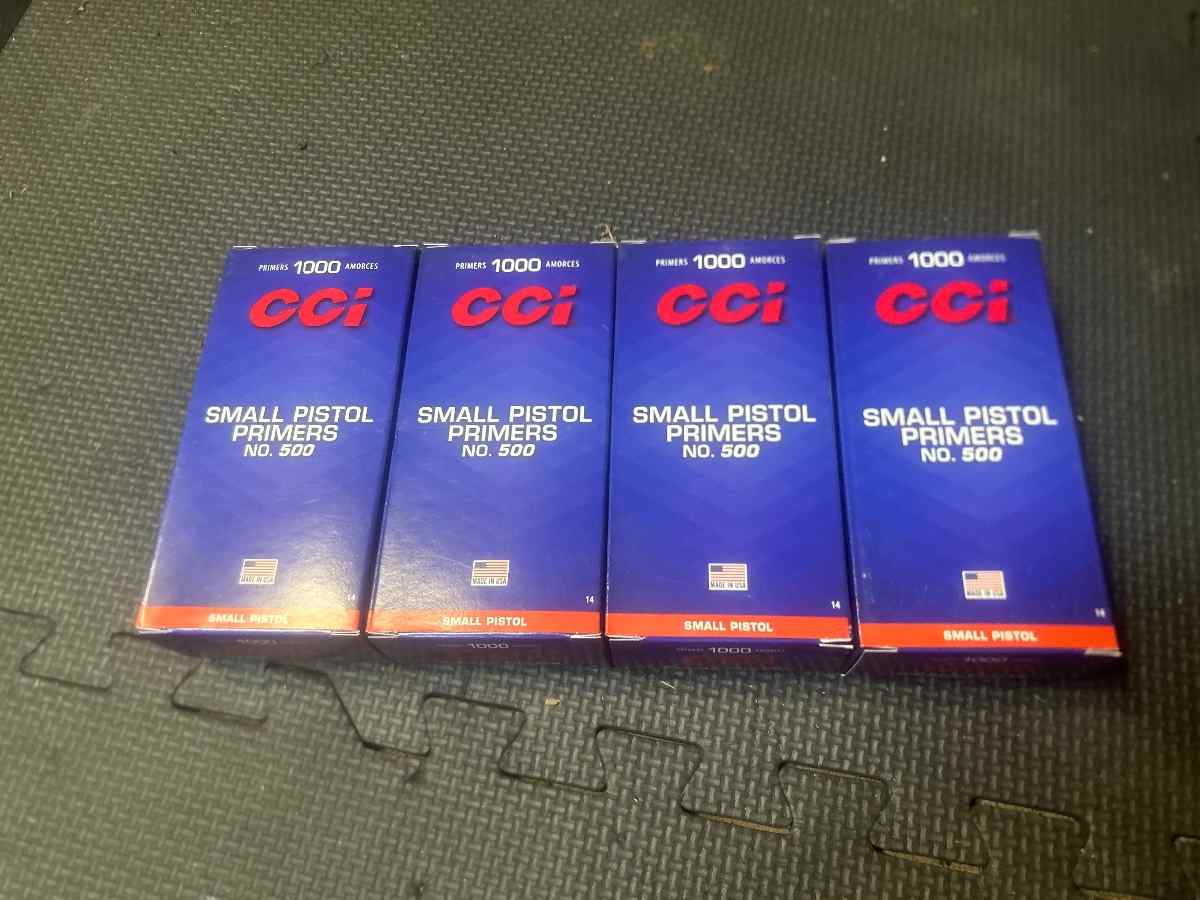 PRIMERS 1000 AMORCES
CCI
SMALL PISTOL
PRIMERS
NO. 500
MADE IN USA
14
SMALL PISTOL
1000
PRIMERS 1000 AMORCES
CCI
SMALL PISTOL
PRIMERS
NO. 500
MADE IN USA
14
SMALL PISTOL
1000
PRIMERS 1000 AMORCES
CCI
SMALL PISTOL
PRIMERS
NO. 500
MADE IN USA
14
SMALL PISTOL
1000
PRIMERS 1000 AMORCES
CCI
SMALL PISTOL
PRIMERS
NO. 500
MADE IN USA
14
SMALL PISTOL